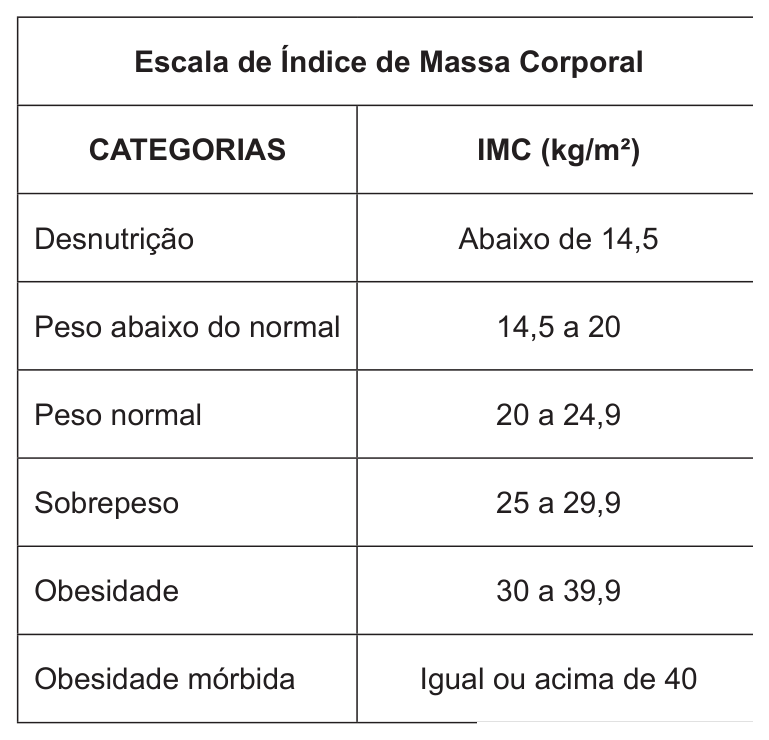 Escala de Índice de Massa Corporal
CATEGORIAS IMC (kg/m²)
Desnutrição Abaixo de 14,5
Peso abaixo do normal 14,5 a 20
Peso normal 20 a 24,9
Sobrepeso 25 a 29,9
Obesidade 30 a 39,9
Obesidade mórbida Igual ou acima de 40